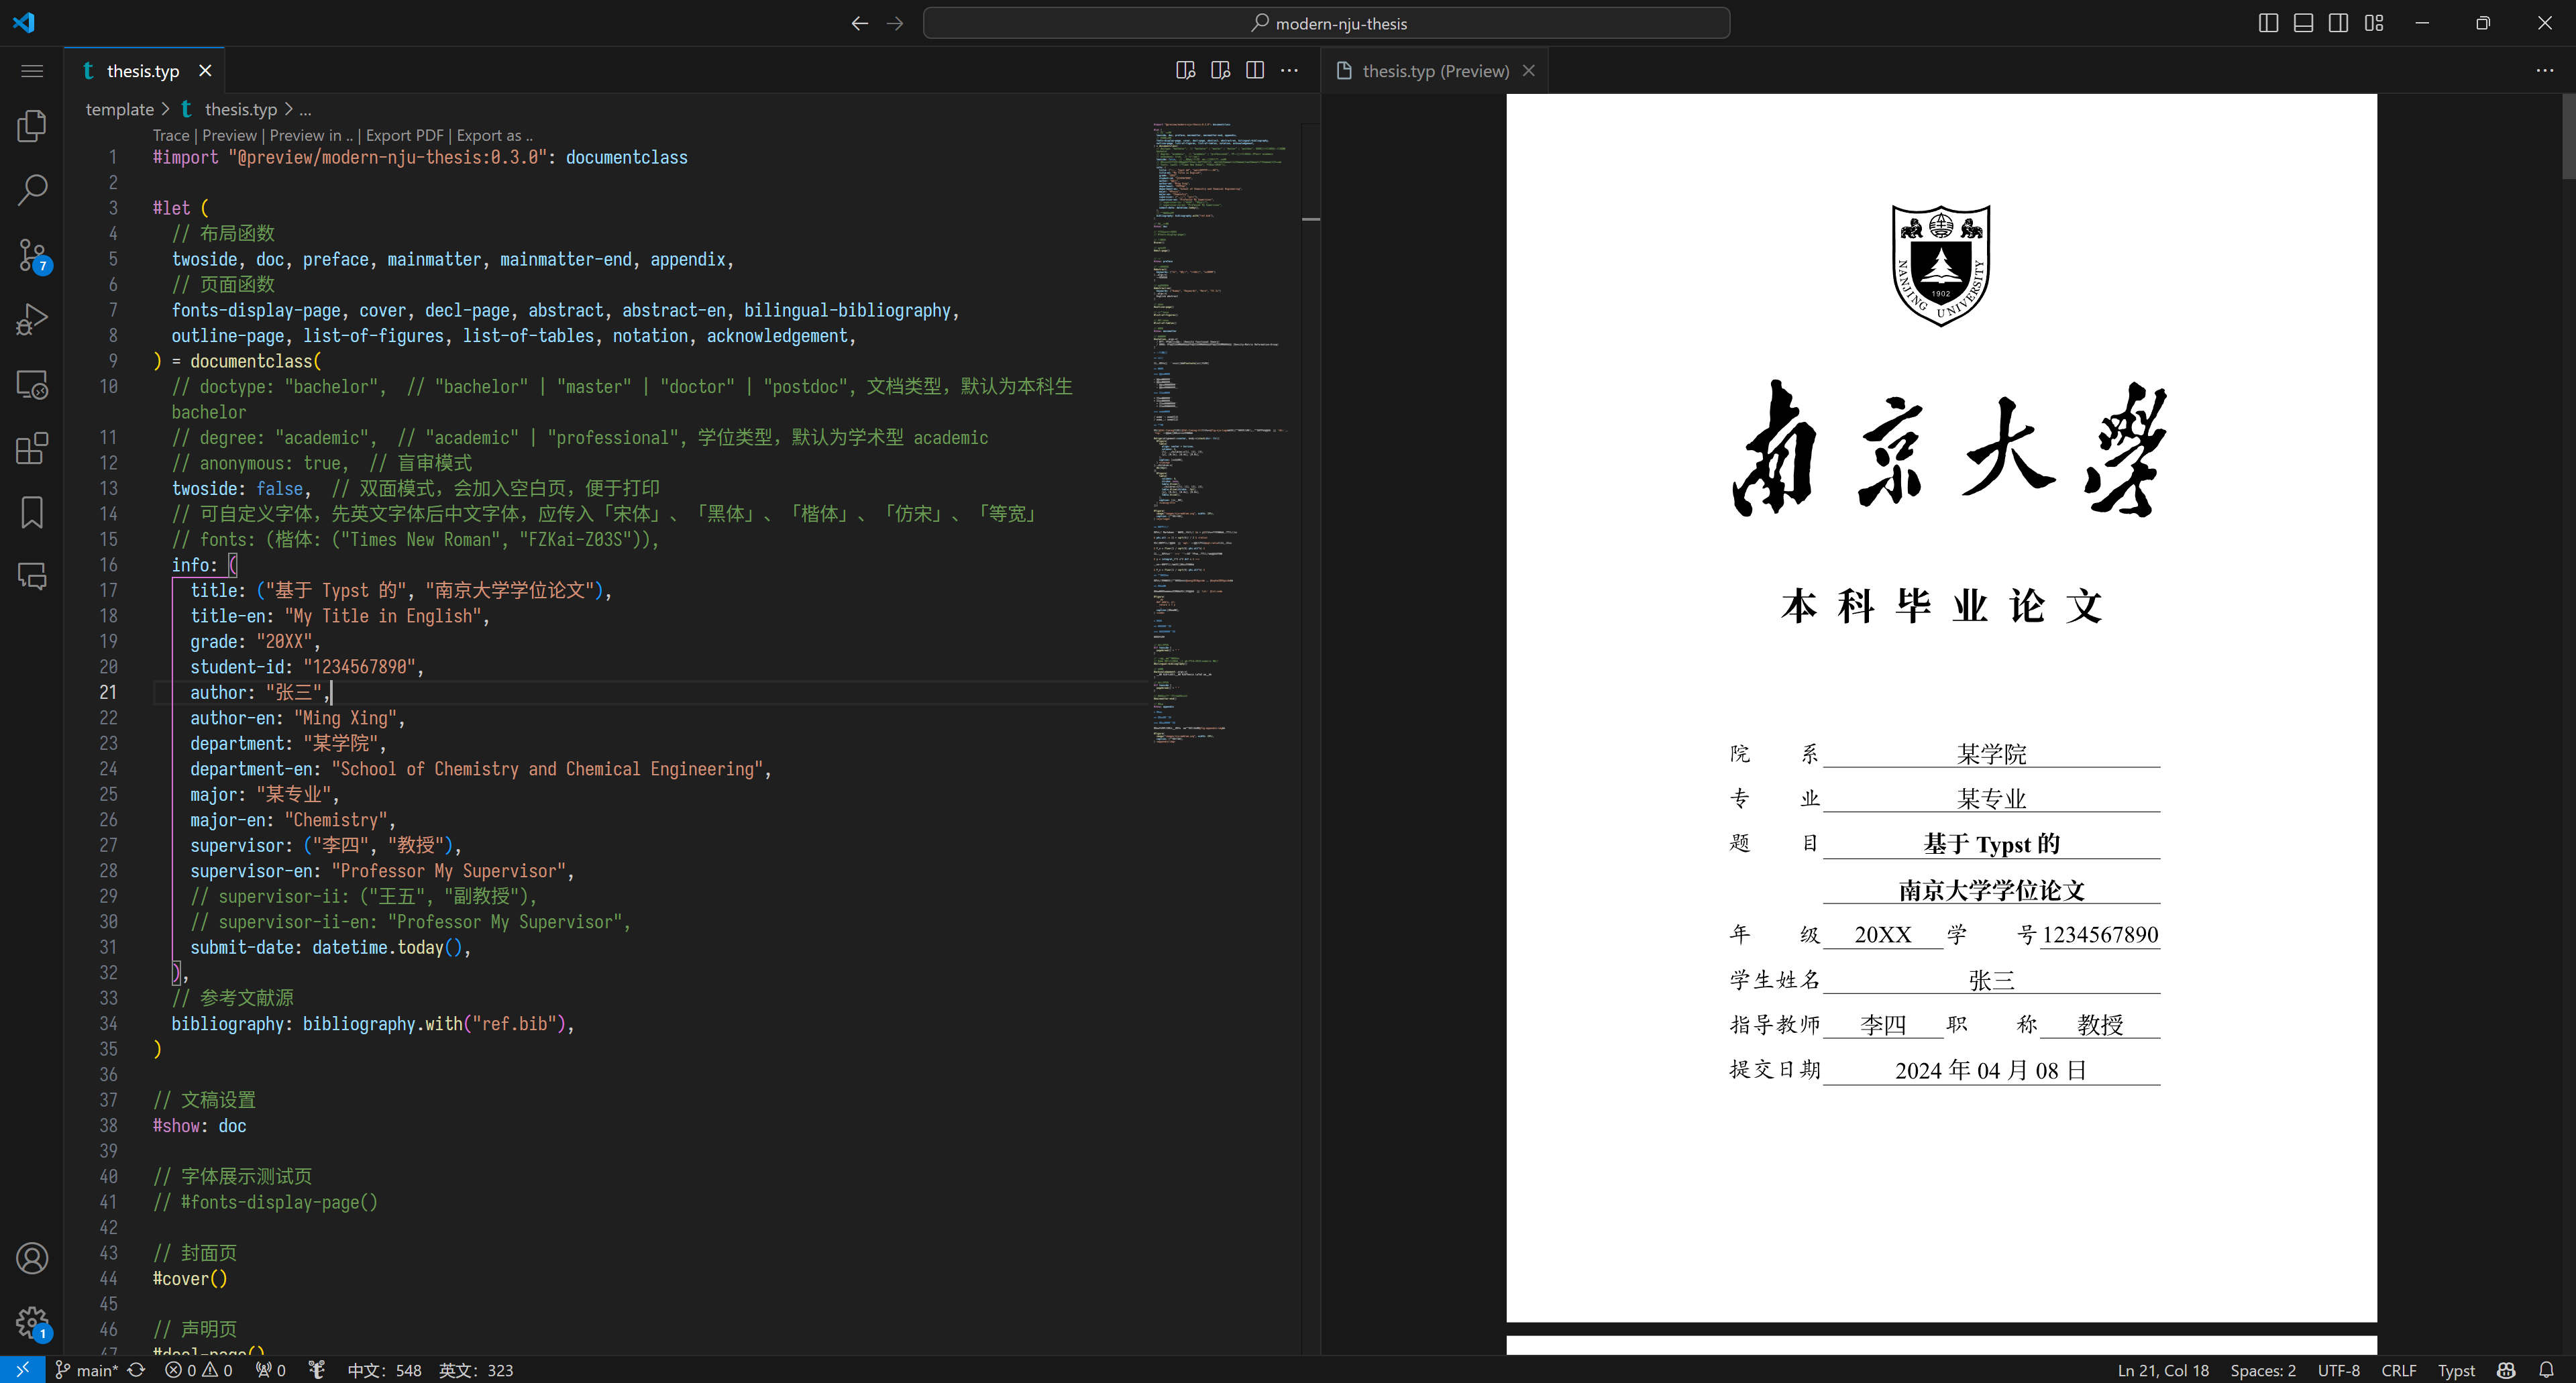 modern-nju-thesis
thesis.typ
template > thesis.typ > ...
Trace | Preview | Preview in .. | Export PDF | Export as ..
1 #import "@preview/modern-nju-thesis:0.3.0": documentclass
2
3 #let (
4 // 布局函数
5 twoside, doc, preface, mainmatter, mainmatter-end, appendix,
6 // 页面函数
7 fonts-display-page, cover, decl-page, abstract, abstract-en, bilingual-bibliography,
8 outline-page, list-of-figures, list-of-tables, notation, acknowledgement,
9 ) = documentclass(
10 // doctype: "bachelor", // "bachelor" | "master" | "doctor" | "postdoc", 文档类型，默认为本科生
bachelor
11 // degree: "academic", // "academic" | "professional", 学位类型，默认为学术型 academic
12 // anonymous: true, // 盲审模式
13 twoside: false, // 双面模式，会加入空白页，便于打印
14 // 可自定义字体，先英文字体后中文字体，应传入「宋体」、「黑体」、「楷体」、「仿宋」、「等宽」
15 // fonts: (楷体: ("Times New Roman", "FZKai-Z03S")),
16 info: (
17 title: ("基于 Typst 的", "南京大学学位论文"),
18 title-en: "My Title in English",
19 grade: "20XX",
20 student-id: "1234567890",
21 author: "张三",
22 author-en: "Ming Xing",
23 department: "某学院",
24 department-en: "School of Chemistry and Chemical Engineering",
25 major: "某专业",
26 major-en: "Chemistry",
27 supervisor: ("李四", "教授"),
28 supervisor-en: "Professor My Supervisor",
29 // supervisor-ii: ("王五", "副教授"),
30 // supervisor-ii-en: "Professor My Supervisor",
31 submit-date: datetime.today(),
32 ),
33 // 参考文献源
34 bibliography: bibliography.with("ref.bib"),
35 )
36
37 // 文稿设置
38 #show: doc
39
40 // 字体展示测试页
41 // #fonts-display-page()
42
43 // 封面页
44 #cover()
45
46 // 声明页
47 #decl-page()
7
1
thesis.typ (Preview)
NANJING UNIVERSITY
1902
南京大學
本科毕业论文
院 系 某学院
专 业 某专业
题 目 基于 Typst 的
南京大学学位论文
年 级 20XX 学 号 1234567890
学生姓名 张三
指导教师 李四 职 称 教授
提交日期 2024 年 04 月 08 日
main* 0 0 0 中文: 548 英文: 323
Ln 21, Col 18 Spaces: 2 UTF-8 CRLF Typst